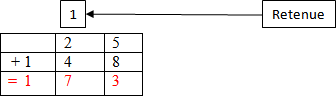 1 Retenue
2 5
+ 1 4 8
= 1 7 3